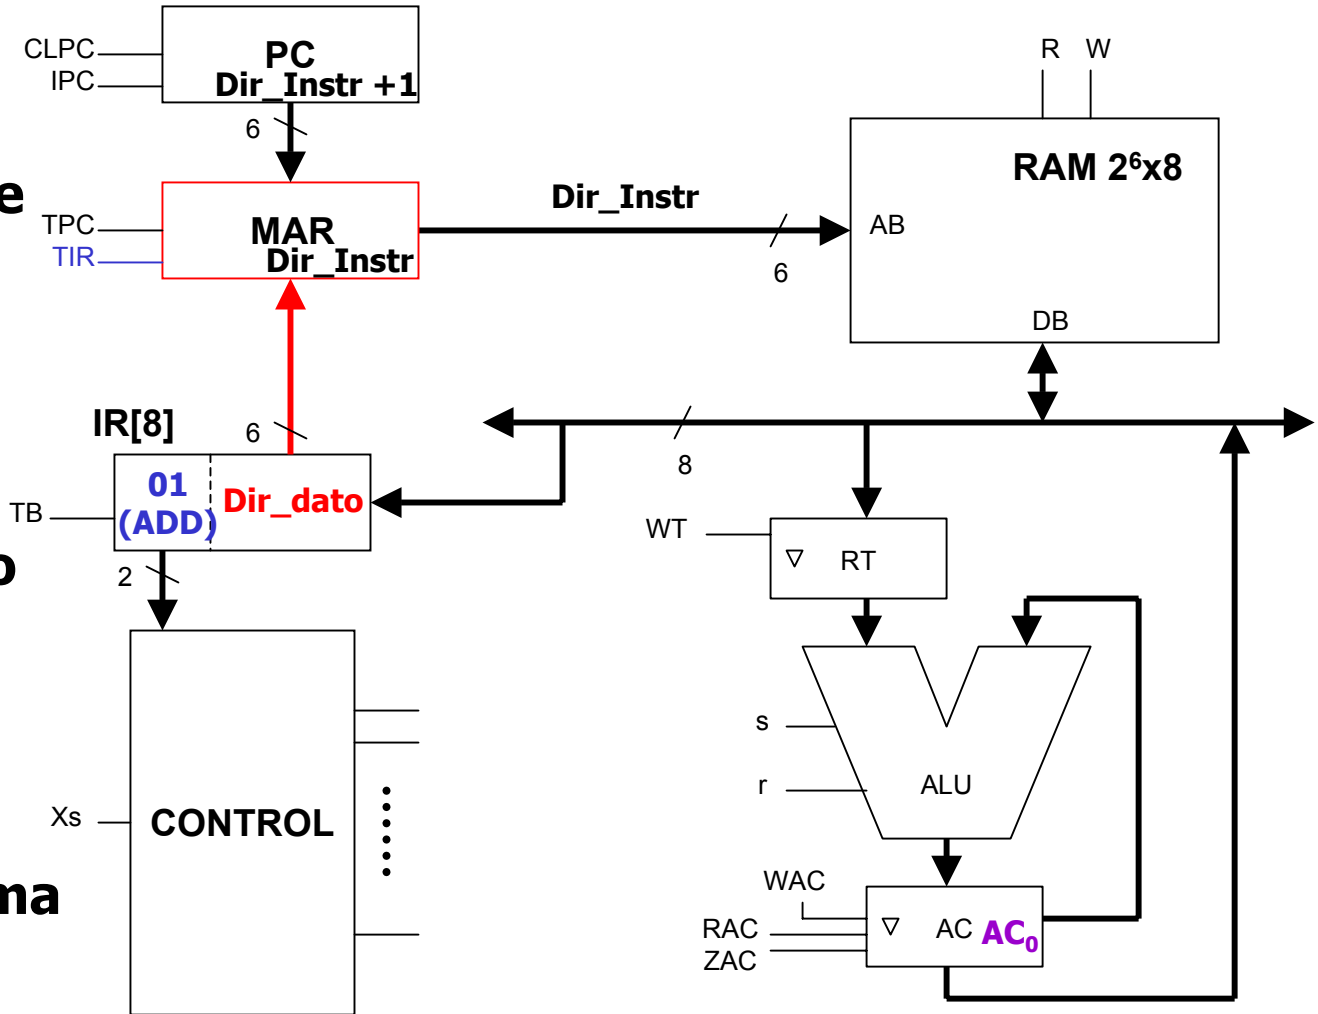 CLPC
IPC
PC
Dir_Instr +1
6
R W
RAM 2⁶x8
e
TPC
TIR
MAR
Dir_Instr
Dir_Instr
6
AB
DB
IR[8]
6
8
TB
01
(ADD)
Dir_dato
WT
RT
o
2
s
r
ALU
Xs
CONTROL
ma
WAC
RAC
ZAC
AC AC₀